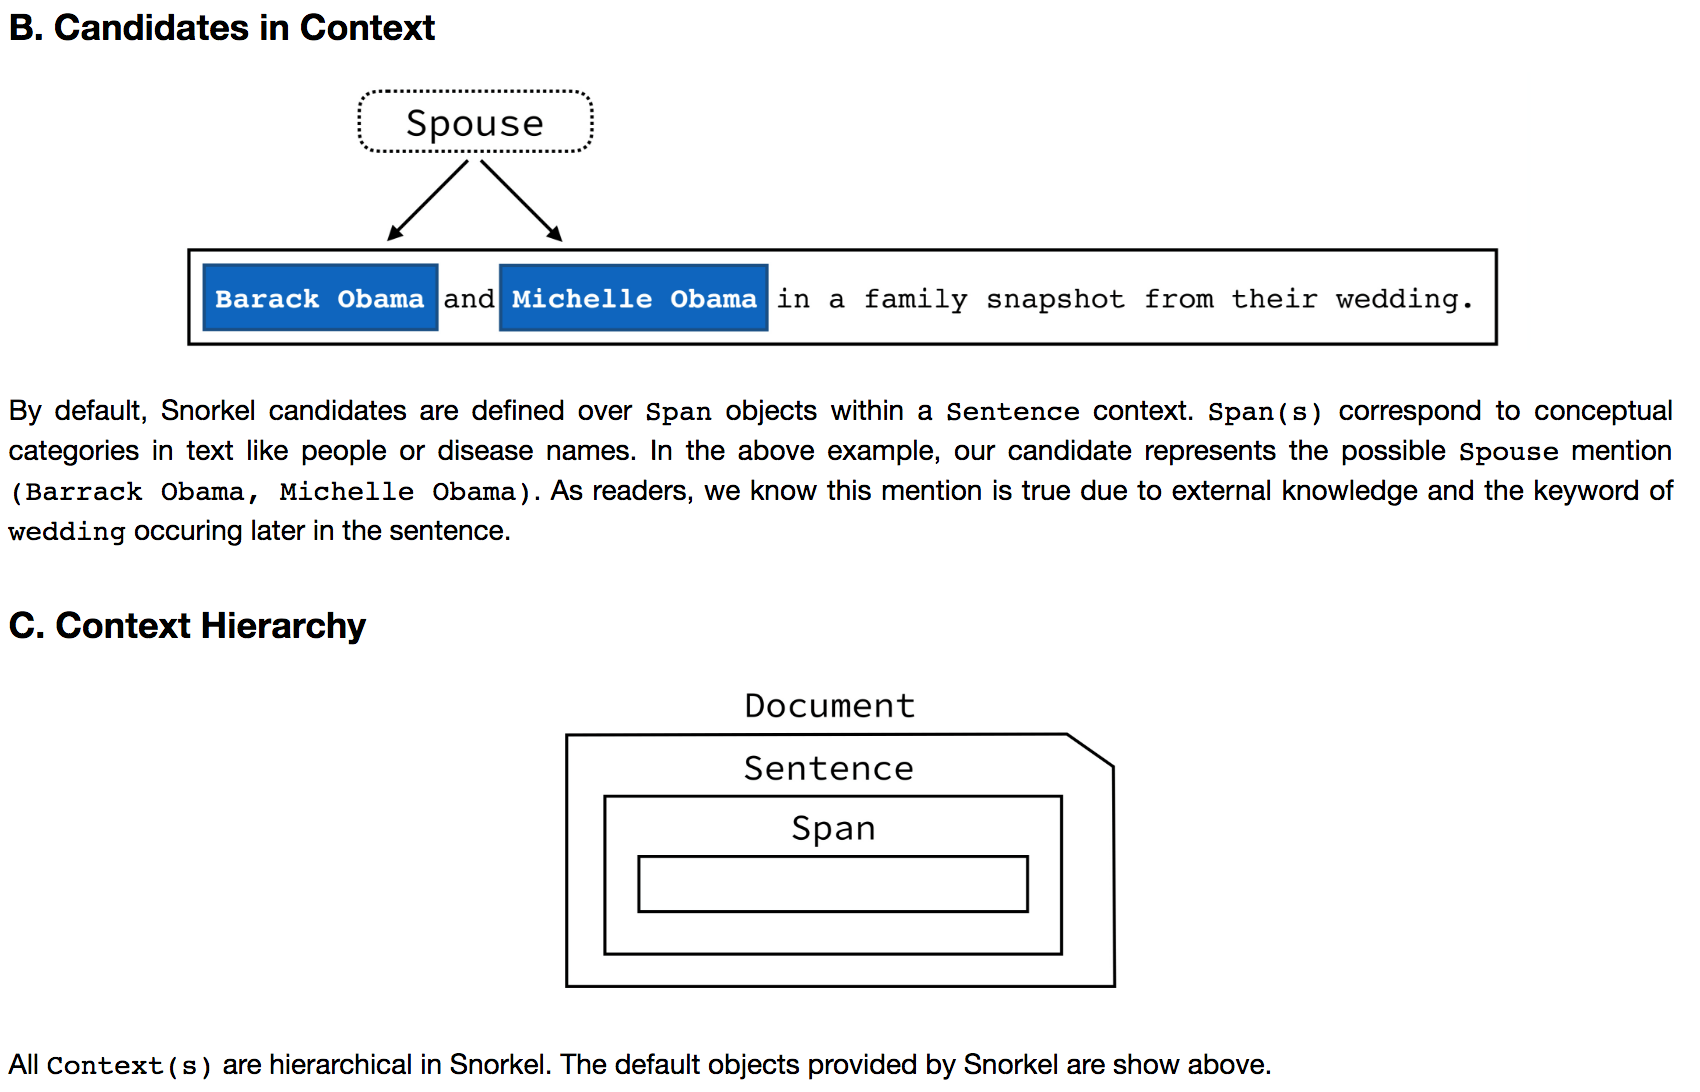 B. Candidates in Context
Spouse
Barack Obama and Michelle Obama in a family snapshot from their wedding.
By default, Snorkel candidates are defined over Span objects within a Sentence context. Span(s) correspond to conceptual
categories in text like people or disease names. In the above example, our candidate represents the possible Spouse mention
(Barrack Obama, Michelle Obama). As readers, we know this mention is true due to external knowledge and the keyword of
wedding occuring later in the sentence.
C. Context Hierarchy
Document
Sentence
Span
All Context(s) are hierarchical in Snorkel. The default objects provided by Snorkel are show above.